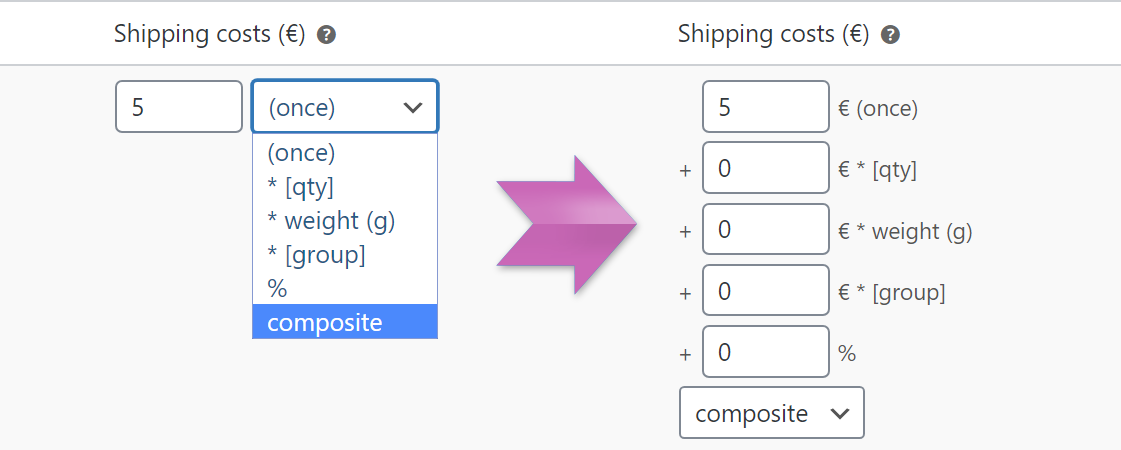 Shipping costs (€) ?
5 (once)
(once)
* [qty]
* weight (g)
* [group]
%
composite
Shipping costs (€) ?
5 € (once)
+ 0 € * [qty]
+ 0 € * weight (g)
+ 0 € * [group]
+ 0 %
composite